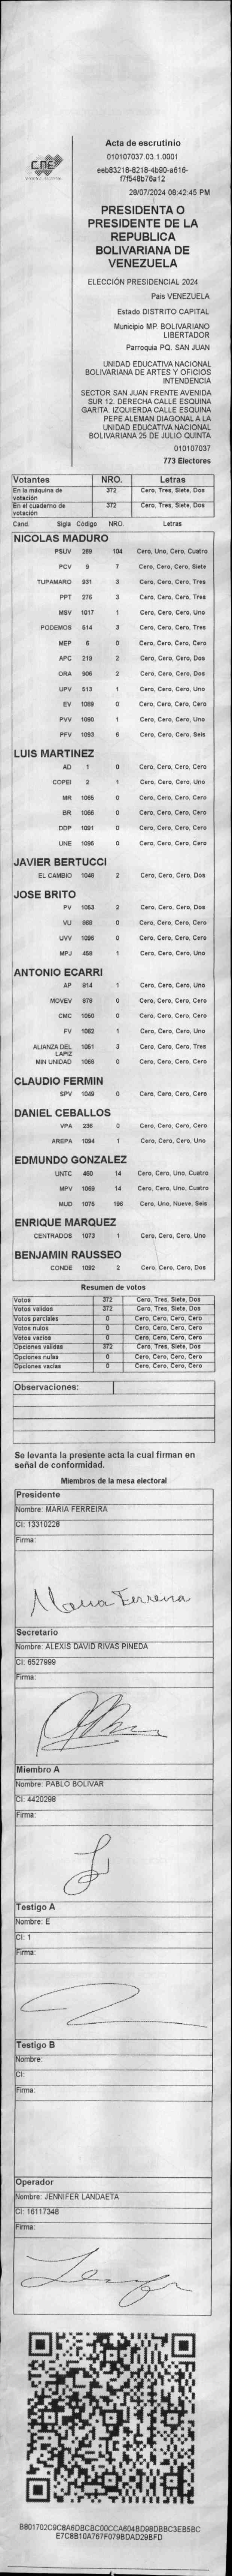 CNE
Acta de escrutinio
010107037.03.1.0001
eeb83218-8218-4b90-a616-
f7f548b76a12
28/07/2024 08:42:45 PM
PRESIDENTA O
PRESIDENTE DE LA
REPUBLICA
BOLIVARIANA DE
VENEZUELA
ELECCIÓN PRESIDENCIAL 2024
Pais VENEZUELA
Estado DISTRITO CAPITAL
Municipio MP. BOLIVARIANO
LIBERTADOR
Parroquia PQ. SAN JUAN
UNIDAD EDUCATIVA NACIONAL
BOLIVARIANA DE ARTES Y OFICIOS
INTENDENCIA
SECTOR SAN JUAN FRENTE AVENIDA
SUR 12. DERECHA CALLE ESQUINA
GARITA. IZQUIERDA CALLE ESQUINA
PEPE ALEMAN DIAGONAL A LA
UNIDAD EDUCATIVA NACIONAL
BOLIVARIANA 25 DE JULIO QUINTA
010107037
773 Electores
Votantes NRO. Letras
En la máquina de votación 372 Cero, Tres, Siete, Dos
En el cuaderno de votación 372 Cero, Tres, Siete, Dos
Cand. Sigla Código NRO. Letras
NICOLAS MADURO
PSUV 269 104 Cero, Uno, Cero, Cuatro
PCV 9 7 Cero, Cero, Cero, Siete
TUPAMARO 931 3 Cero, Cero, Cero, Tres
PPT 276 3 Cero, Cero, Cero, Tres
MSV 1017 1 Cero, Cero, Cero, Uno
PODEMOS 514 3 Cero, Cero, Cero, Tres
MEP 6 0 Cero, Cero, Cero, Cero
APC 219 2 Cero, Cero, Cero, Dos
ORA 906 2 Cero, Cero, Cero, Dos
UPV 513 1 Cero, Cero, Cero, Uno
EV 1089 0 Cero, Cero, Cero, Cero
PVV 1090 1 Cero, Cero, Cero, Uno
PFV 1093 6 Cero, Cero, Cero, Seis
LUIS MARTINEZ
AD 1 0 Cero, Cero, Cero, Cero
COPEI 2 1 Cero, Cero, Cero, Uno
MR 1065 0 Cero, Cero, Cero, Cero
BR 1066 0 Cero, Cero, Cero, Cero
DDP 1091 0 Cero, Cero, Cero, Cero
UNE 1095 0 Cero, Cero, Cero, Cero
JAVIER BERTUCCI
EL CAMBIO 1046 2 Cero, Cero, Cero, Dos
JOSE BRITO
PV 1053 2 Cero, Cero, Cero, Dos
VU 869 0 Cero, Cero, Cero, Cero
UVV 1096 0 Cero, Cero, Cero, Cero
MPJ 458 1 Cero, Cero, Cero, Uno
ANTONIO ECARRI
AP 914 1 Cero, Cero, Cero, Uno
MOVEV 979 0 Cero, Cero, Cero, Cero
CMC 1050 0 Cero, Cero, Cero, Cero
FV 1062 1 Cero, Cero, Cero, Uno
ALIANZA DEL LAPIZ 1051 3 Cero, Cero, Cero, Tres
MIN UNIDAD 1069 0 Cero, Cero, Cero, Cero
CLAUDIO FERMIN
SPV 1049 0 Cero, Cero, Cero, Cero
DANIEL CEBALLOS
VPA 236 0 Cero, Cero, Cero, Cero
AREPA 1094 1 Cero, Cero, Cero, Uno
EDMUNDO GONZALEZ
UNTC 460 14 Cero, Cero, Uno, Cuatro
MPV 1069 14 Cero, Cero, Uno, Cuatro
MUD 1075 196 Cero, Uno, Nueve, Seis
ENRIQUE MARQUEZ
CENTRADOS 1073 1 Cero, Cero, Cero, Uno
BENJAMIN RAUSSEO
CONDE 1092 2 Cero, Cero, Cero, Dos
Resumen de votos
Votos 372 Cero, Tres, Siete, Dos
Votos validos 372 Cero, Tres, Siete, Dos
Votos parciales 0 Cero, Cero, Cero, Cero
Votos nulos 0 Cero, Cero, Cero, Cero
Votos vacios 0 Cero, Cero, Cero, Cero
Opciones validas 372 Cero, Tres, Siete, Dos
Opciones nulas 0 Cero, Cero, Cero, Cero
Opciones vacias 0 Cero, Cero, Cero, Cero
Observaciones:
Se levanta la presente acta la cual firman en
señal de conformidad.
Miembros de la mesa electoral
Presidente
Nombre: MARIA FERREIRA
CI: 13310228
Firma:
Maria Ferreira
Secretario
Nombre: ALEXIS DAVID RIVAS PINEDA
CI: 6527999
Firma:
Miembro A
Nombre: PABLO BOLIVAR
CI: 4420298
Firma:
Testigo A
Nombre: E
CI: 1
Firma:
Testigo B
Nombre:
CI:
Firma:
Operador
Nombre: JENNIFER LANDAETA
CI: 16117348
Firma:
B801702C9C8A6DBCBC00CCA604BD98DBBC3EB5BC
E7C8B10A767F079BDAD29BFD